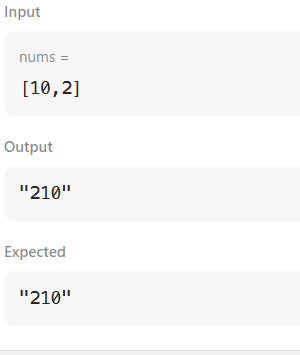 Input
nums =
[10,2]
Output
"210"
Expected
"210"